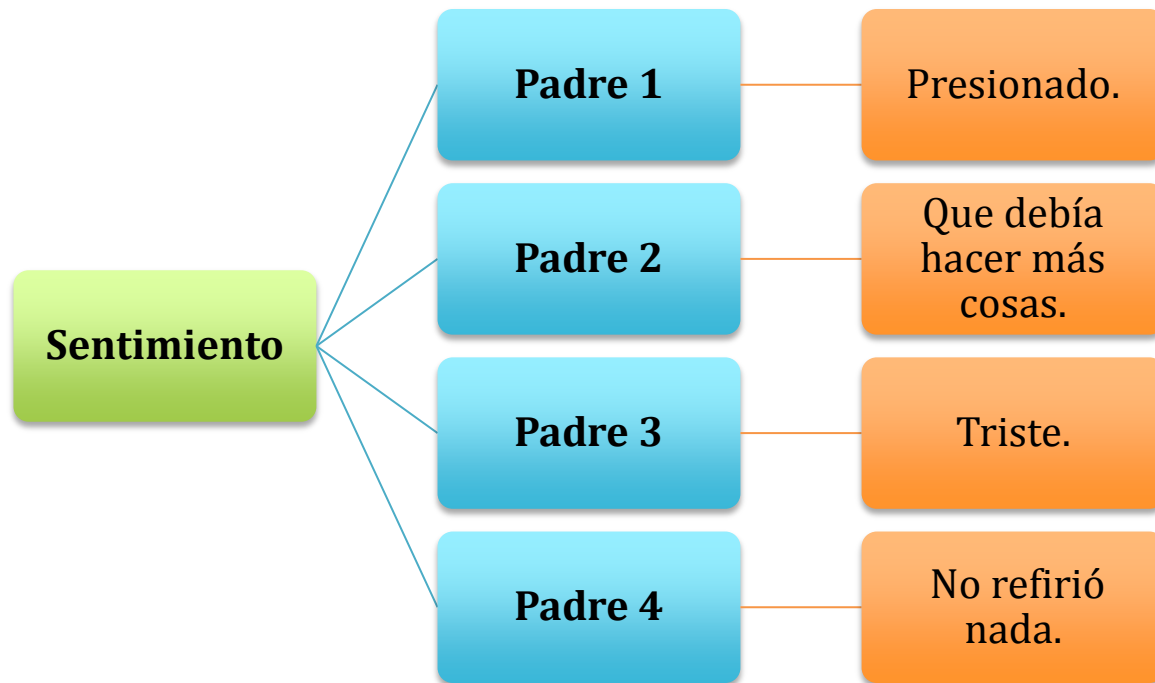 Sentimiento
Padre 1
Presionado.
Padre 2
Que debía
hacer más
cosas.
Padre 3
Triste.
Padre 4
No refirió
nada.